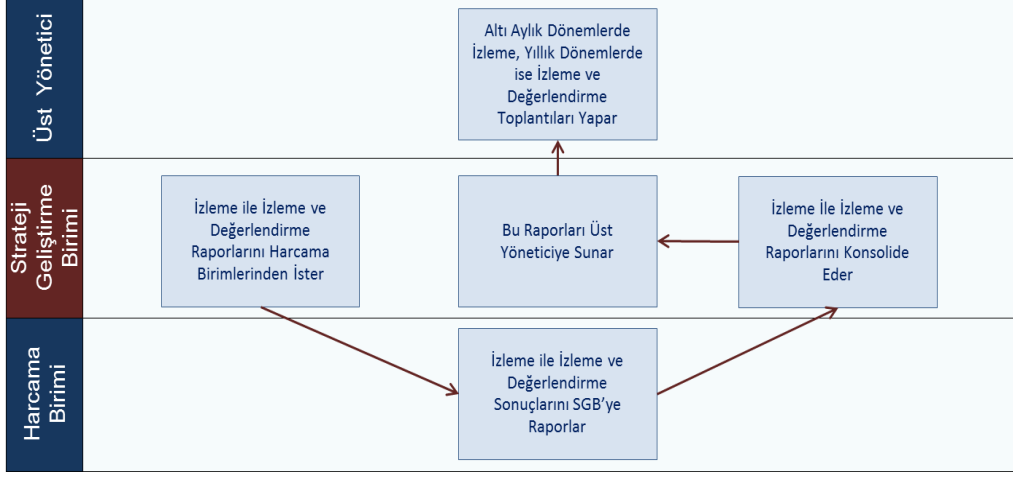 Üst Yönetici
Altı Aylık Dönemlerde
İzleme, Yıllık Dönemlerde
ise İzleme ve
Değerlendirme
Toplantıları Yapar
Strateji
Geliştirme
Birimi
İzleme ile İzleme ve
Değerlendirme
Raporlarını Harcama
Birimlerinden İster
Bu Raporları Üst
Yöneticiye Sunar
İzleme İle İzleme ve
Değerlendirme
Raporlarını Konsolide
Eder
Harcama
Birimi
İzleme ile İzleme ve
Değerlendirme
Sonuçlarını SGB’ye
Raporlar